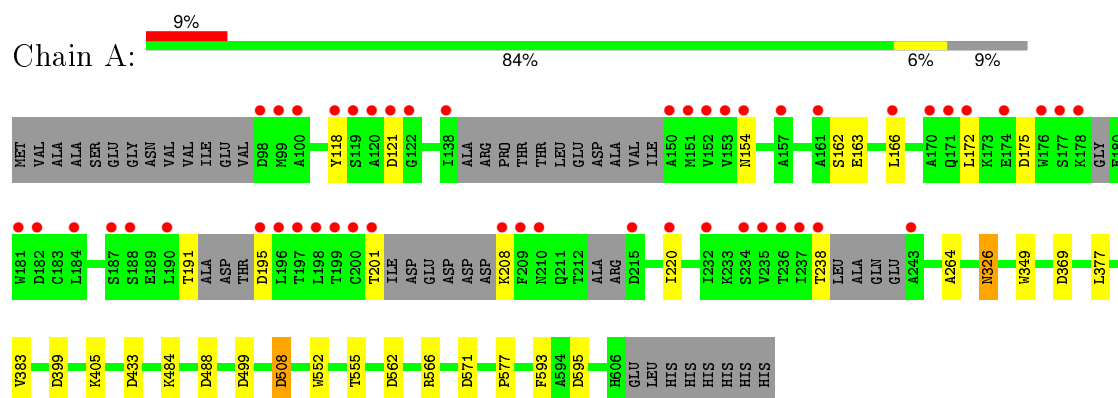 9%
Chain A:
84% 6% 9%
MET VAL ALA ALA SER GLU GLY ASN VAL VAL ILE GLU VAL D98 M99 A100 Y118 S119 A120 D121 G122 I138 ALA ARG PRO THR THR LEU GLU ASP ALA VAL ILE A150 M151 V152 V153 N154 A157 A161 S162 E163 L166 A170 Q171 L172 K173 E174 D175 W176 S177 K178 GLY E180
W181 D182 C183 L184 S187 S188 E189 L190 T191 ALA ASP THR D195 L196 T197 L198 T199 C200 T201 ILE ASP GLU ASP ASP ASP K208 F209 N210 Q211 T212 ALA ARG D215 I220 I232 K233 S234 V235 T236 I237 T238 LEU ALA GLN GLU A243 A264 N326 W349 D369 L377
V383 D399 K405 D433 K484 D488 D499 D508 W552 T555 D562 R566 D571 P577 F593 A594 D595 H606 GLU LEU HIS HIS HIS HIS HIS HIS